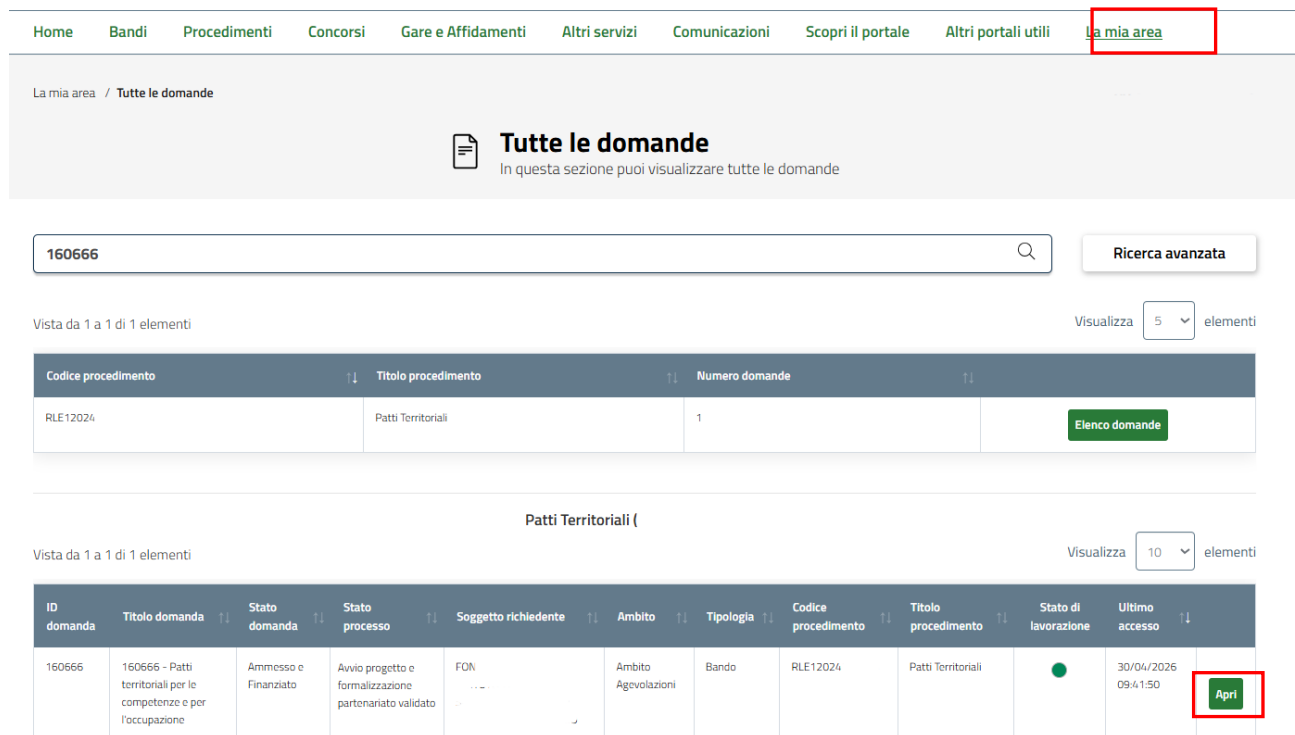 Home Bandi Procedimenti Concorsi Gare e Affidamenti Altri servizi Comunicazioni Scopri il portale Altri portali utili La mia area
La mia area / Tutte le domande
Tutte le domande
In questa sezione puoi visualizzare tutte le domande
160666
Ricerca avanzata
Vista da 1 a 1 di 1 elementi
Visualizza 5 elementi
Codice procedimento Titolo procedimento Numero domande
RLE12024 Patti Territoriali 1 Elenco domande
Patti Territoriali (
Vista da 1 a 1 di 1 elementi
Visualizza 10 elementi
ID domanda Titolo domanda Stato domanda Stato processo Soggetto richiedente Ambito Tipologia Codice procedimento Titolo procedimento Stato di lavorazione Ultimo accesso
160666 160666 - Patti Ammesso e Avvio progetto e FON Ambito Bando RLE12024 Patti Territoriali 30/04/2026
territoriali per le Finanziato formalizzazione Agevolazioni 09:41:50
competenze e per partenariato validato Apri
l'occupazione